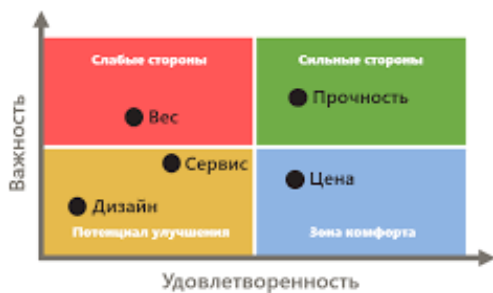 Слабые стороны
Сильные стороны
Вес
Прочность
Сервис
Цена
Дизайн
Потенциал улучшения
Зона комфорта
Важность
Удовлетворенность